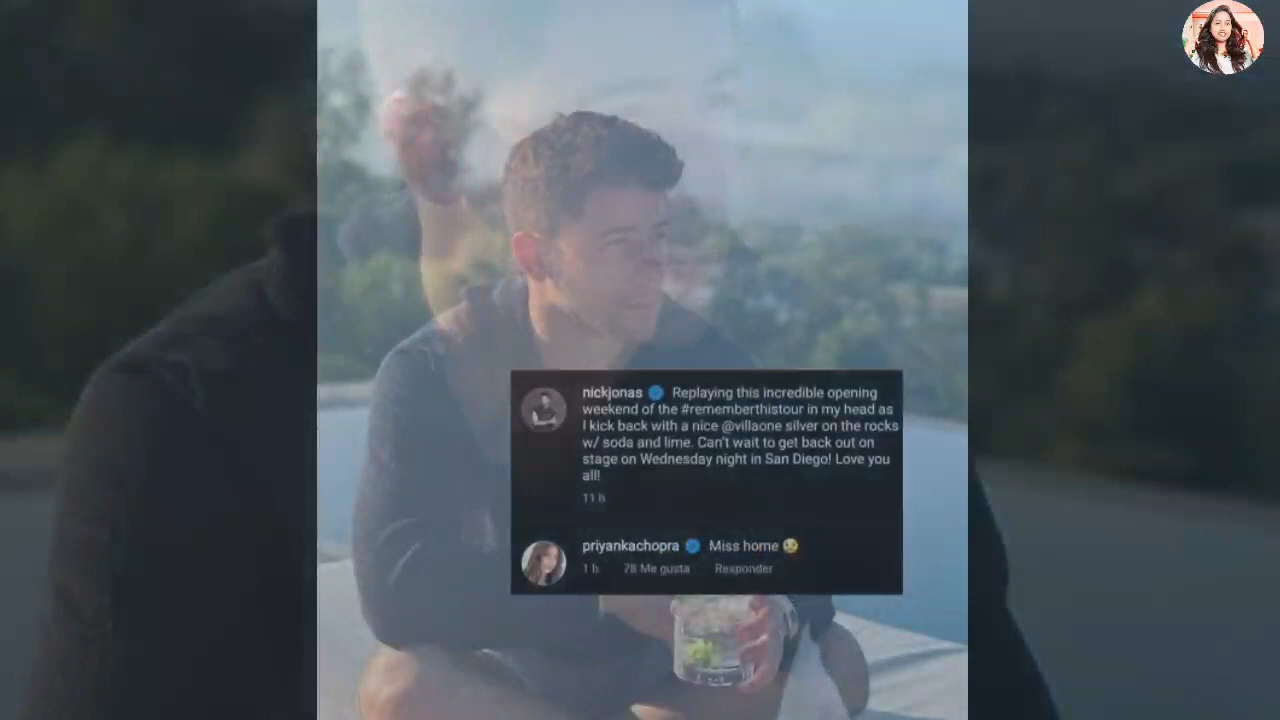 nickjonas Replaying this incredible opening
weekend of the #rememberthistour in my head as
I kick back with a nice @villaone silver on the rocks
w/ soda and lime. Can't wait to get back out on
stage on Wednesday night in San Diego! Love you
all!
11 h
priyankachopra Miss home 😢
1 h 78 Me gusta Responder